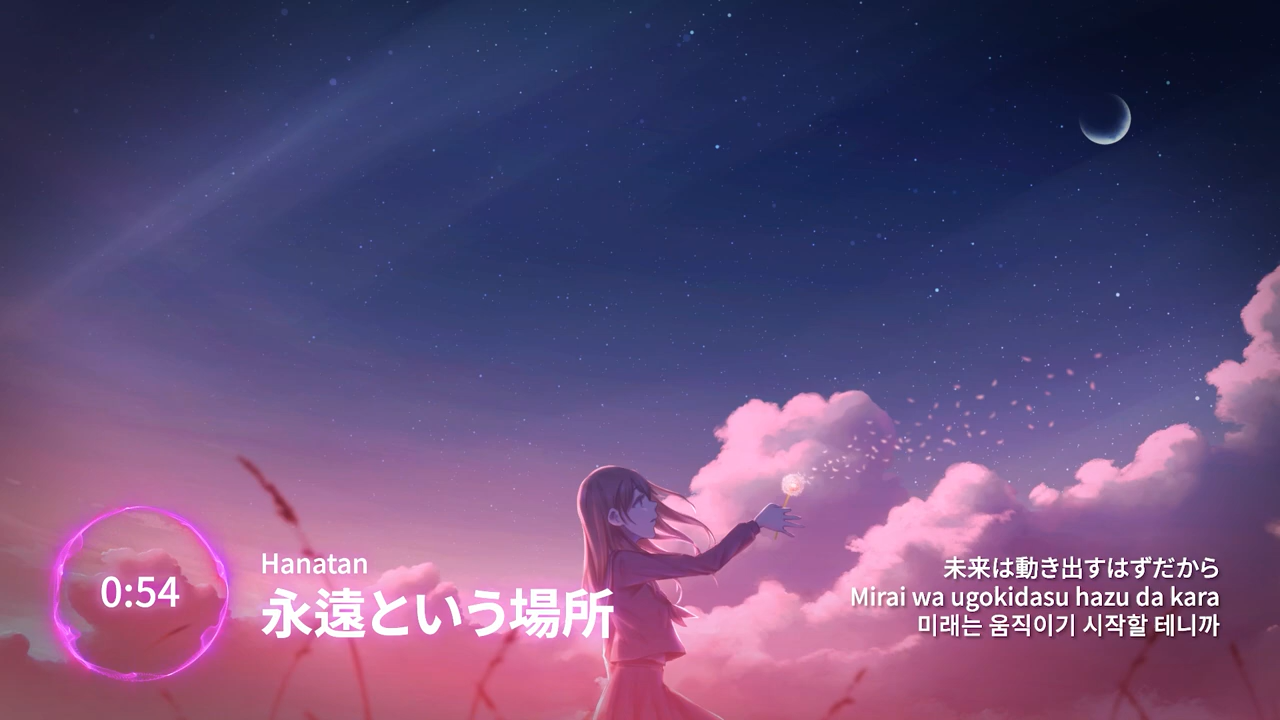 0:54
Hanatan
永遠という場所
未来は動き出すはずだから
Mirai wa ugokidasu hazu da kara
미래는 움직이기 시작할 테니까